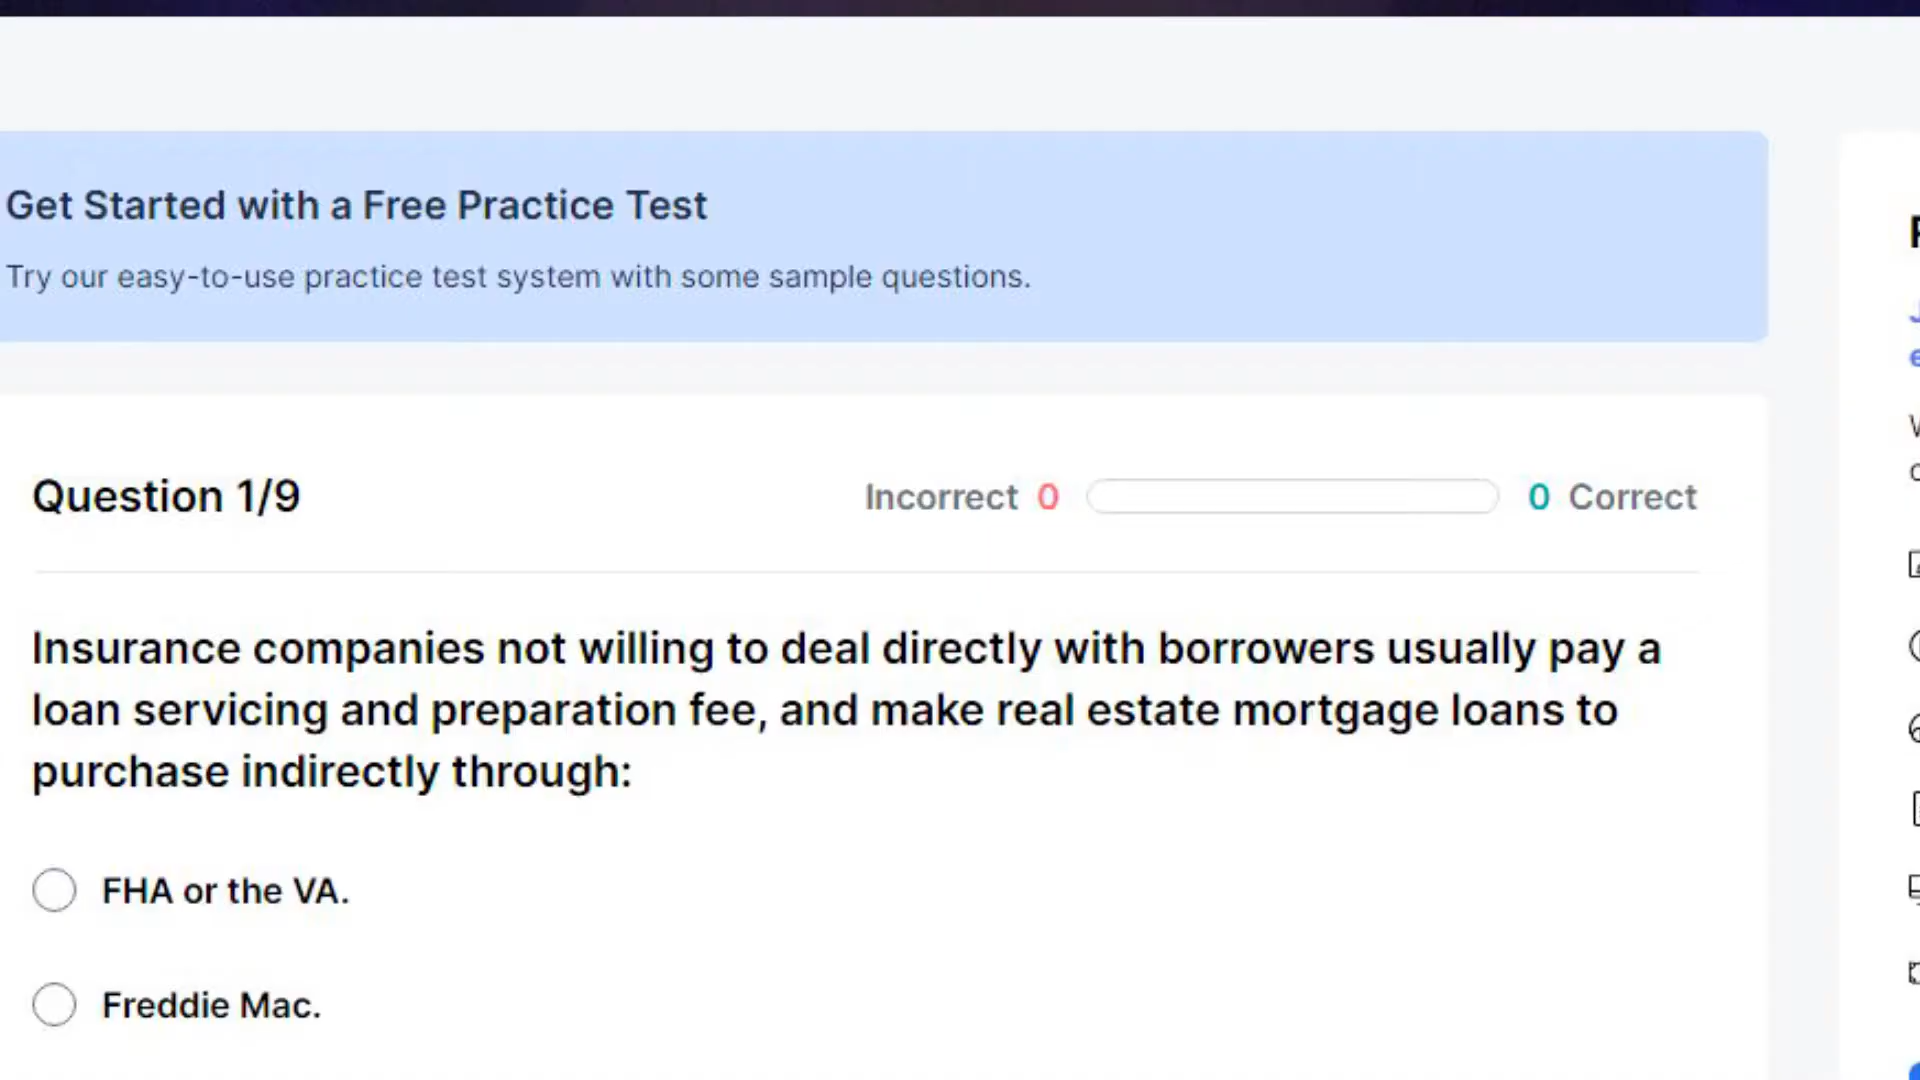 Get Started with a Free Practice Test
Try our easy-to-use practice test system with some sample questions.
Question 1/9
Incorrect 0 0 Correct
Insurance companies not willing to deal directly with borrowers usually pay a
loan servicing and preparation fee, and make real estate mortgage loans to
purchase indirectly through:
FHA or the VA.
Freddie Mac.